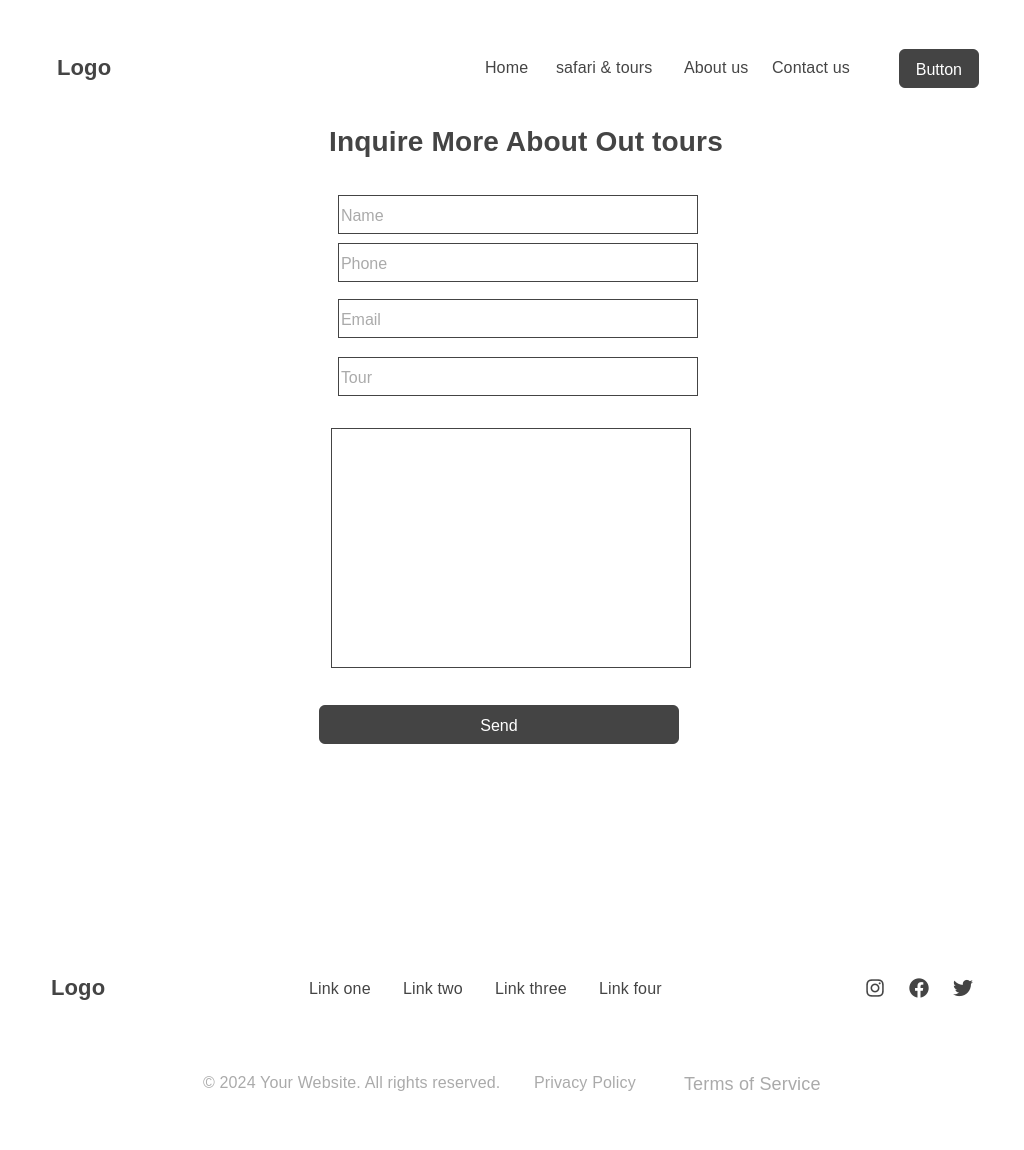 Logo
Home safari & tours About us Contact us Button
Inquire More About Out tours
Name
Phone
Email
Tour
Send
Logo
Link one Link two Link three Link four
© 2024 Your Website. All rights reserved. Privacy Policy Terms of Service